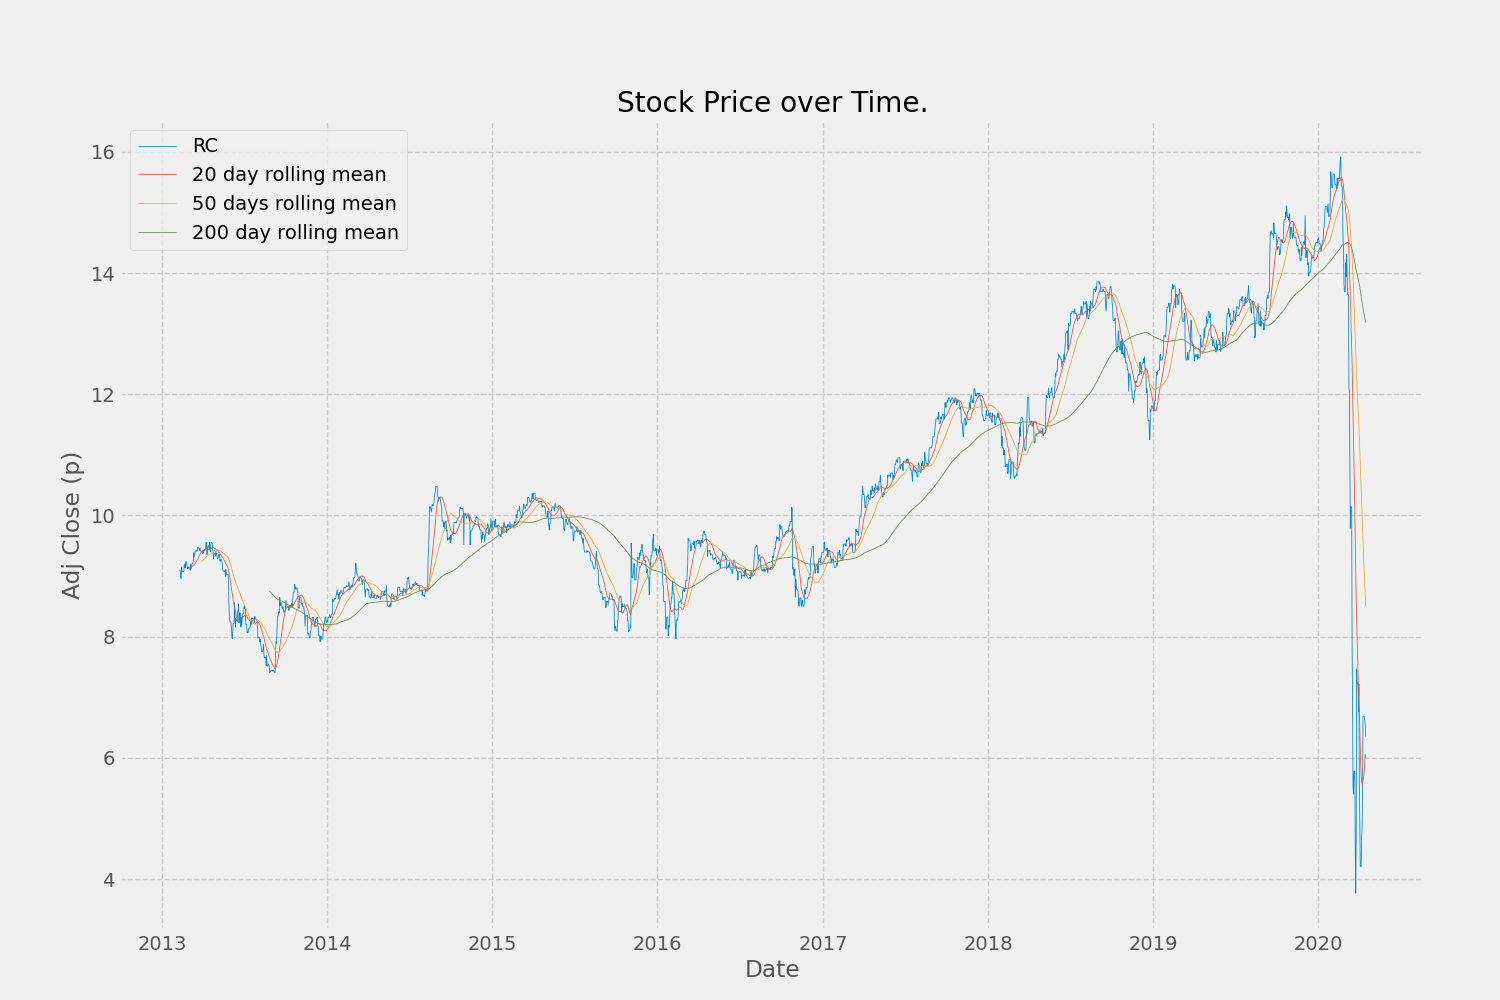 Stock Price over Time.
RC
20 day rolling mean
50 days rolling mean
200 day rolling mean
Adj Close (p)
16
14
12
10
8
6
4
2013 2014 2015 2016 2017 2018 2019 2020
Date